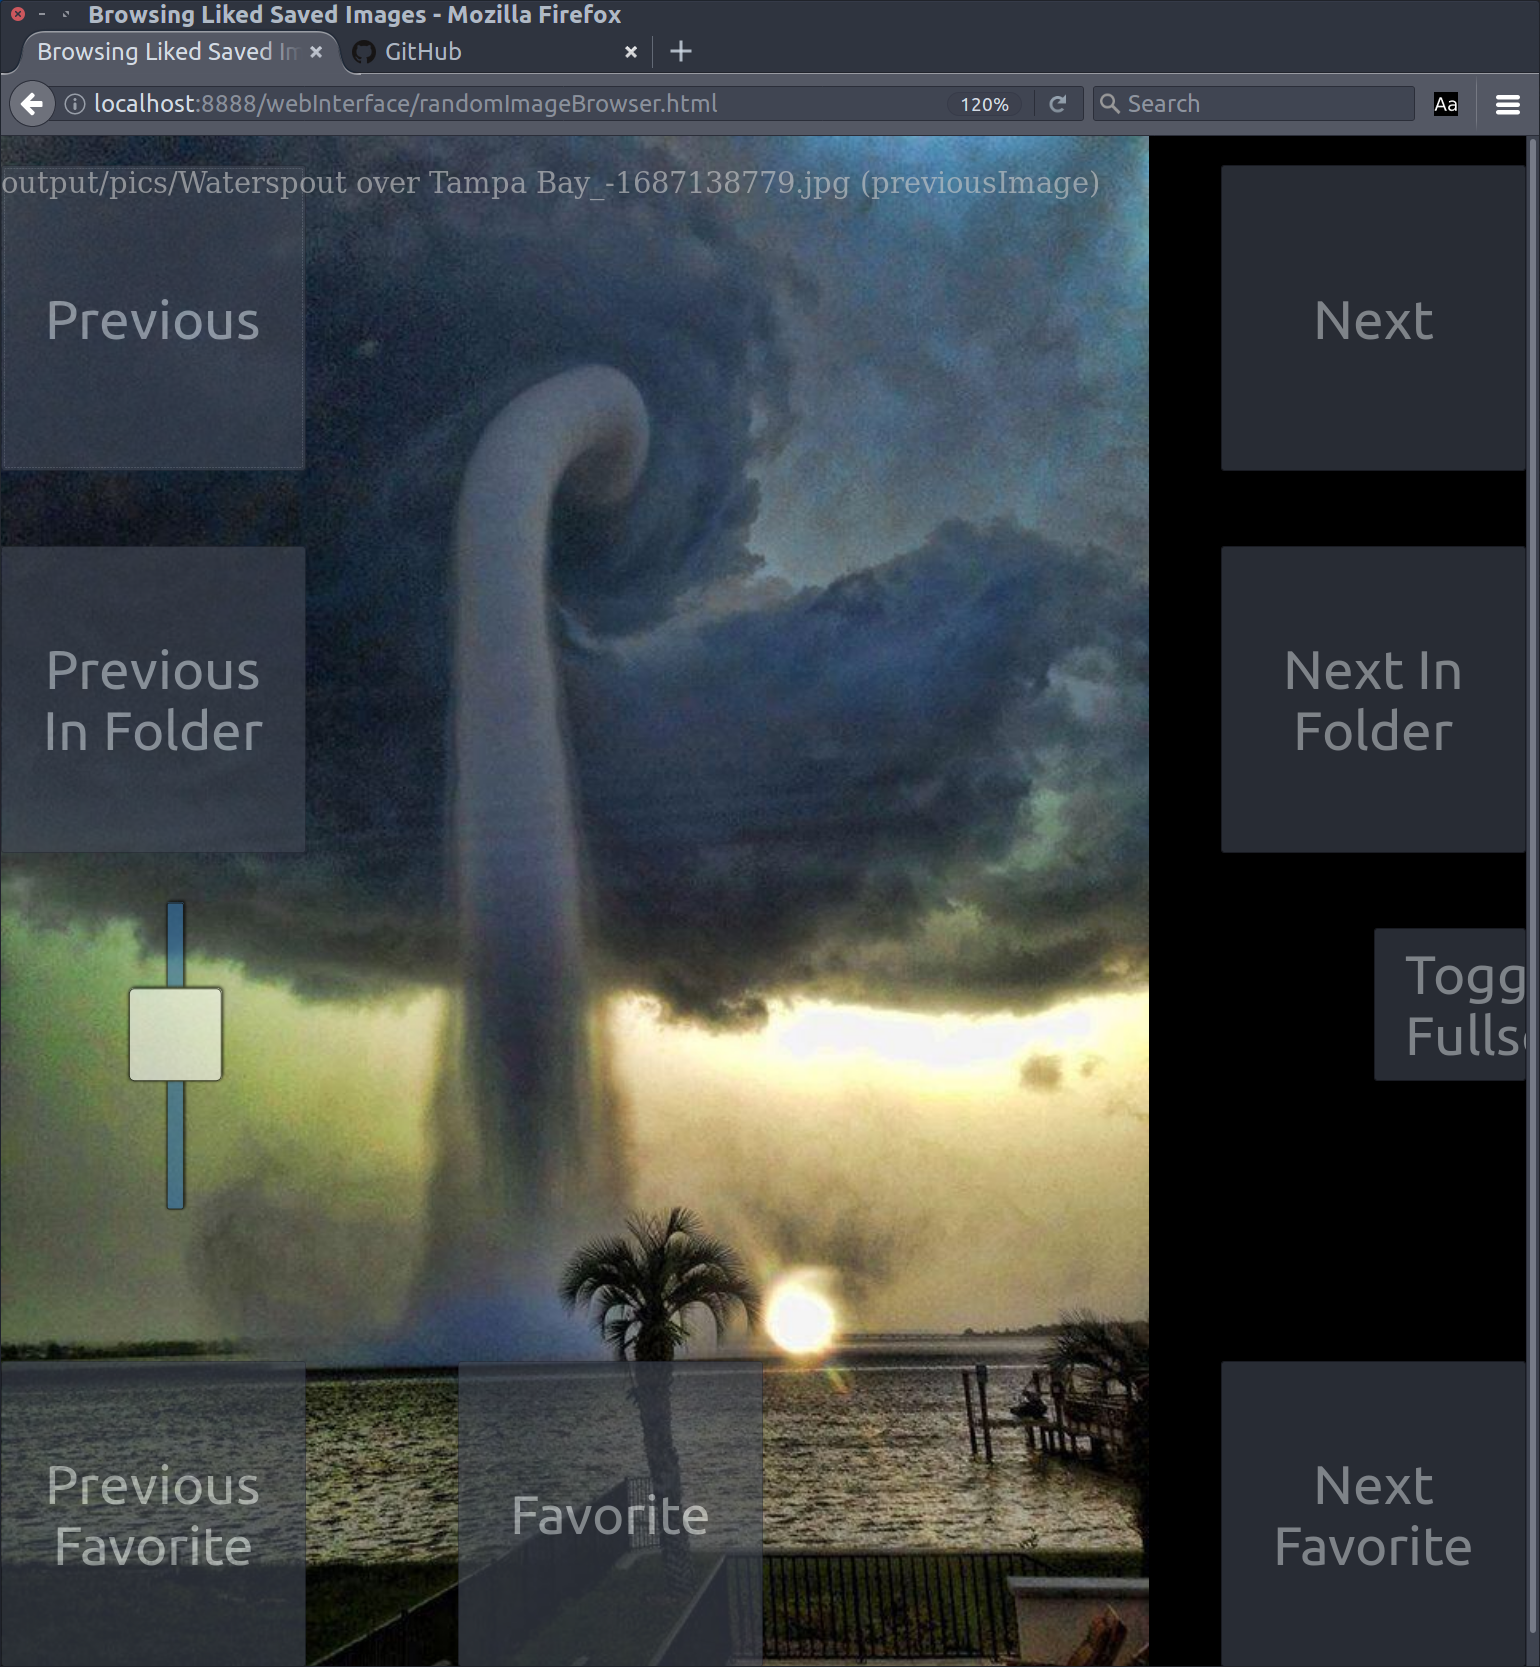 Browsing Liked Saved Images - Mozilla Firefox
Browsing Liked Saved Im
GitHub
localhost:8888/webInterface/randomImageBrowser.html
120%
Search
Aa
output/pics/Waterspout over Tampa Bay_-1687138779.jpg (previousImage)
Previous
Next
Previous
In Folder
Next In
Folder
Togg
Fulls
Previous
Favorite
Favorite
Next
Favorite